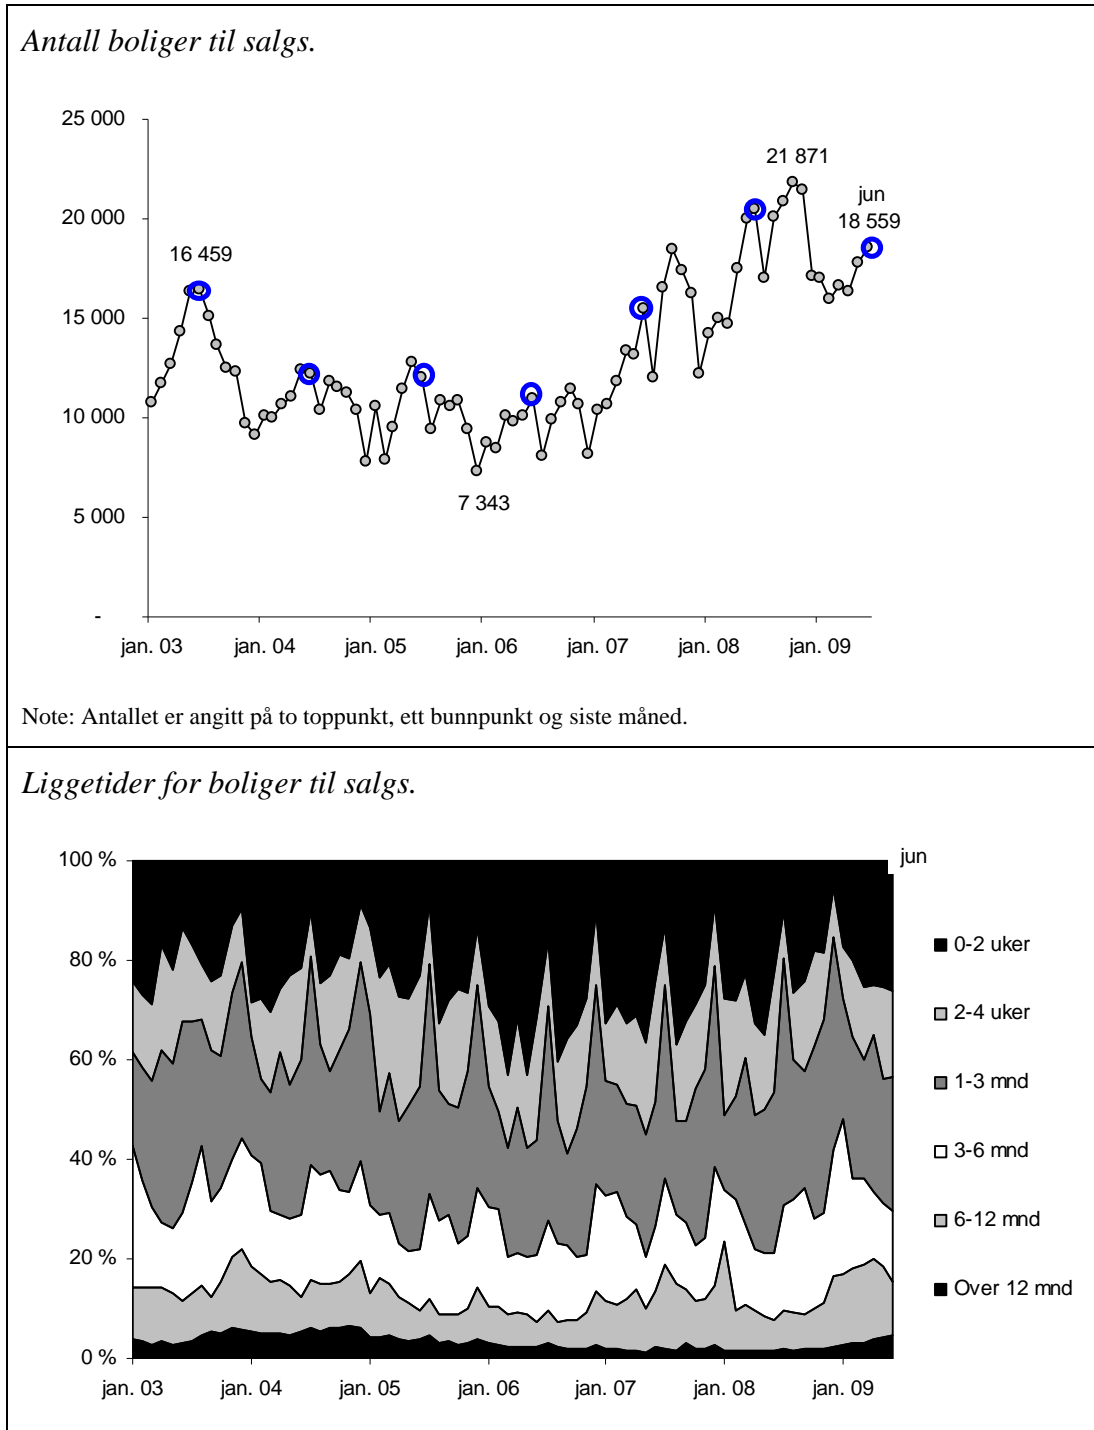 Antall boliger til salgs.
25 000
21 871
jun
20 000
18 559
16 459
15 000
10 000
7 343
5 000
-
jan. 03 jan. 04 jan. 05 jan. 06 jan. 07 jan. 08 jan. 09
Note: Antallet er angitt på to toppunkt, ett bunnpunkt og siste måned.
Liggetider for boliger til salgs.
100 %
jun
0-2 uker
80 %
2-4 uker
1-3 mnd
60 %
3-6 mnd
40 %
6-12 mnd
20 %
Over 12 mnd
0 %
jan. 03 jan. 04 jan. 05 jan. 06 jan. 07 jan. 08 jan. 09